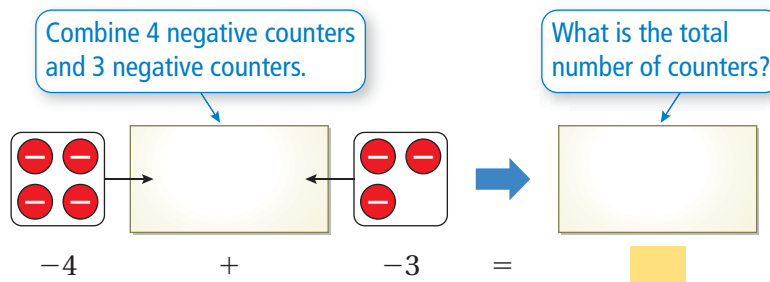 Combine 4 negative counters
and 3 negative counters.
What is the total
number of counters?
− − − −
− − −
−4 + −3 =